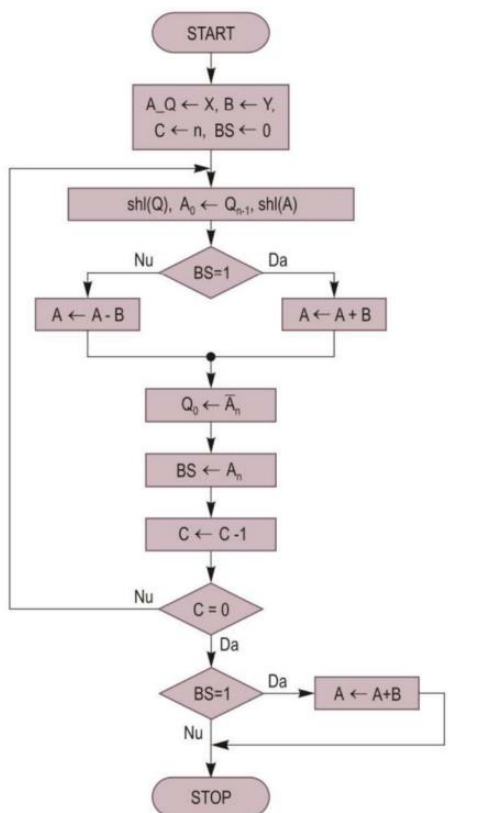 START
A_Q ← X, B ← Y,
C ← n, BS ← 0
shl(Q), A₀ ← Qₙ₋₁, shl(A)
Nu
BS=1
Da
A ← A - B
A ← A + B
Q₀ ← A̅ₙ
BS ← Aₙ
C ← C -1
Nu
C = 0
Da
BS=1
Da
A ← A+B
Nu
STOP